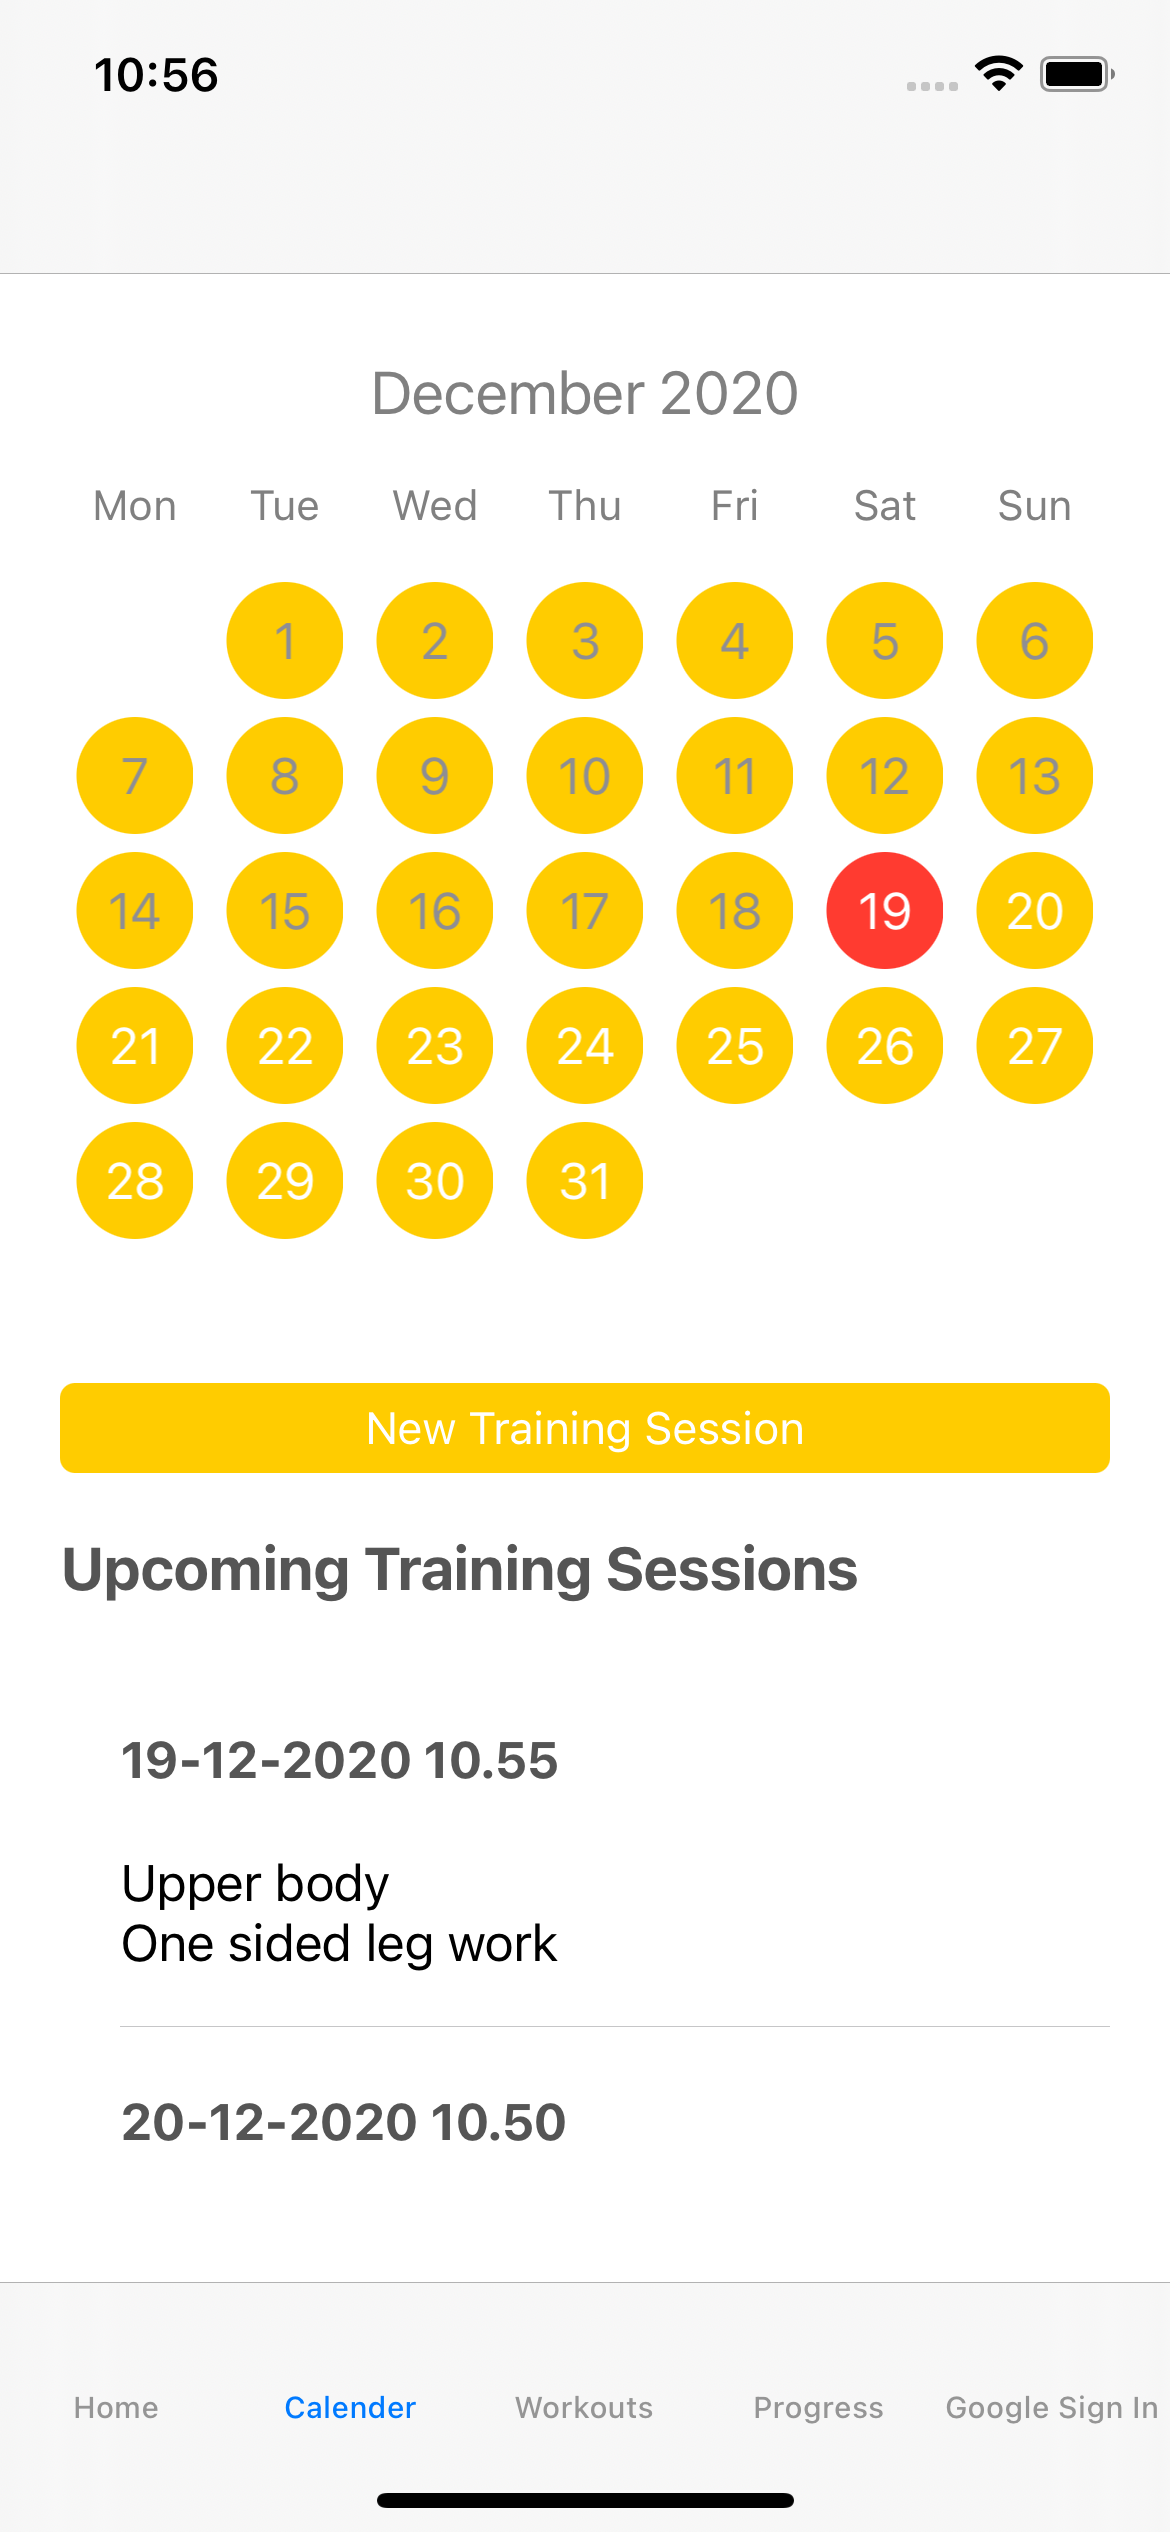 10:56
December 2020
Mon Tue Wed Thu Fri Sat Sun
1 2 3 4 5 6
7 8 9 10 11 12 13
14 15 16 17 18 19 20
21 22 23 24 25 26 27
28 29 30 31
New Training Session
Upcoming Training Sessions
19-12-2020 10.55
Upper body
One sided leg work
20-12-2020 10.50
Home Calender Workouts Progress Google Sign In